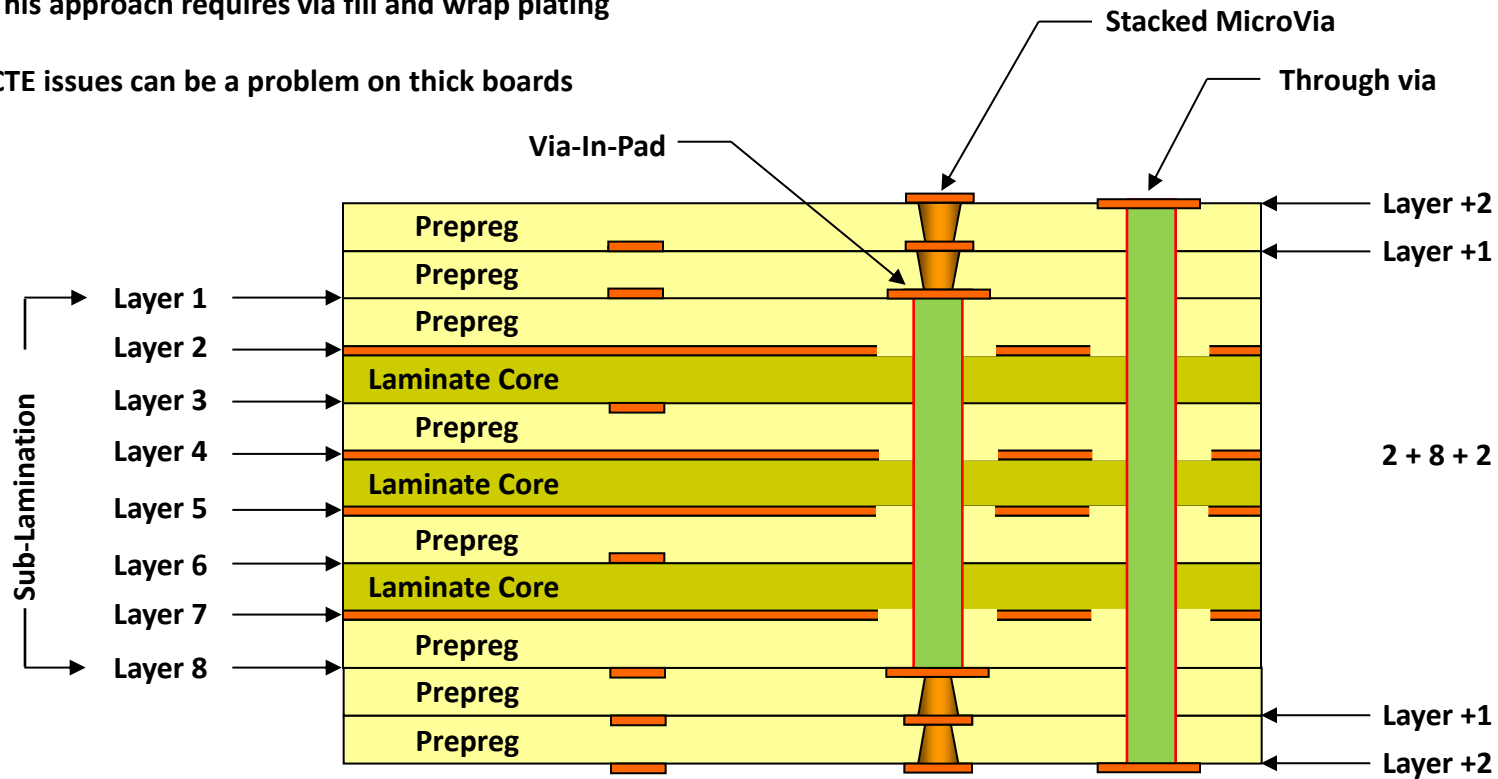 This approach requires via fill and wrap plating
CTE issues can be a problem on thick boards
Stacked MicroVia
Through via
Via-In-Pad
Prepreg
Layer +2
Layer +1
Prepreg
Layer 1
Prepreg
Layer 2
Laminate Core
Layer 3
Prepreg
Layer 4
2 + 8 + 2
Laminate Core
Layer 5
Prepreg
Layer 6
Laminate Core
Layer 7
Prepreg
Layer 8
Sub-Lamination
Prepreg
Layer +1
Prepreg
Layer +2